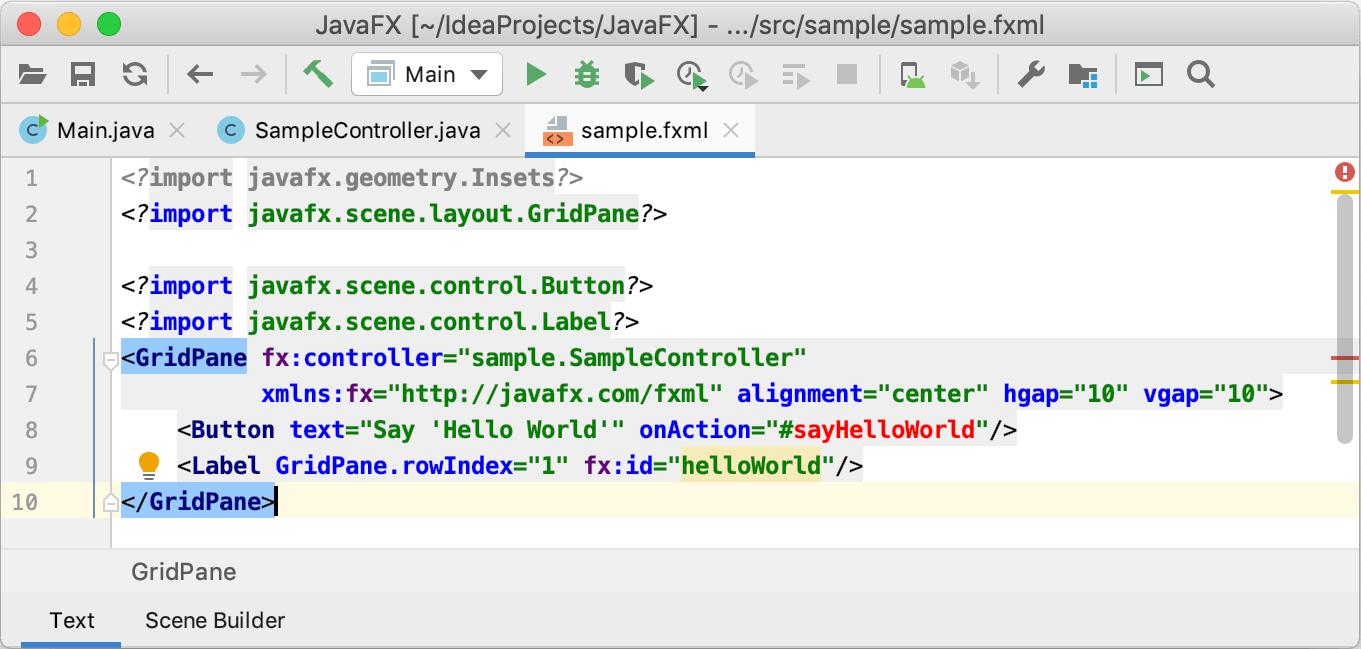 JavaFX [~/IdeaProjects/JavaFX] - .../src/sample/sample.fxml
Main
Main.java SampleController.java sample.fxml
1 <?import javafx.geometry.Insets?>
2 <?import javafx.scene.layout.GridPane?>
3
4 <?import javafx.scene.control.Button?>
5 <?import javafx.scene.control.Label?>
6 <GridPane fx:controller="sample.SampleController"
7 xmlns:fx="http://javafx.com/fxml" alignment="center" hgap="10" vgap="10">
8 <Button text="Say 'Hello World'" onAction="#sayHelloWorld"/>
9 <Label GridPane.rowIndex="1" fx:id="helloWorld"/>
10 </GridPane>
GridPane
Text Scene Builder